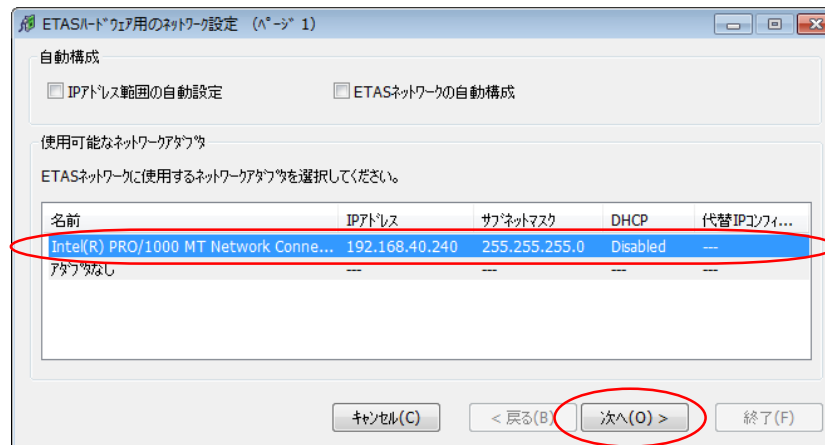 ETASﾊｰﾄﾞｳｪｱ用のﾈｯﾄﾜｰｸ設定 （ﾍﾟｰｼﾞ 1）
自動構成
IPｱﾄﾞﾚｽ範囲の自動設定 ETASﾈｯﾄﾜｰｸの自動構成
使用可能なﾈｯﾄﾜｰｸｱﾀﾞﾌﾟﾀ
ETASﾈｯﾄﾜｰｸに使用するﾈｯﾄﾜｰｸｱﾀﾞﾌﾟﾀを選択してください。
名前 IPｱﾄﾞﾚｽ ｻﾌﾞﾈｯﾄﾏｽｸ DHCP 代替IPｺﾝﾌｨ...
Intel(R) PRO/1000 MT Network Conne... 192.168.40.240 255.255.255.0 Disabled ---
ｱﾀﾞﾌﾟﾀなし --- --- --- ---
ｷｬﾝｾﾙ(C) < 戻る(B) 次へ(O) > 終了(F)